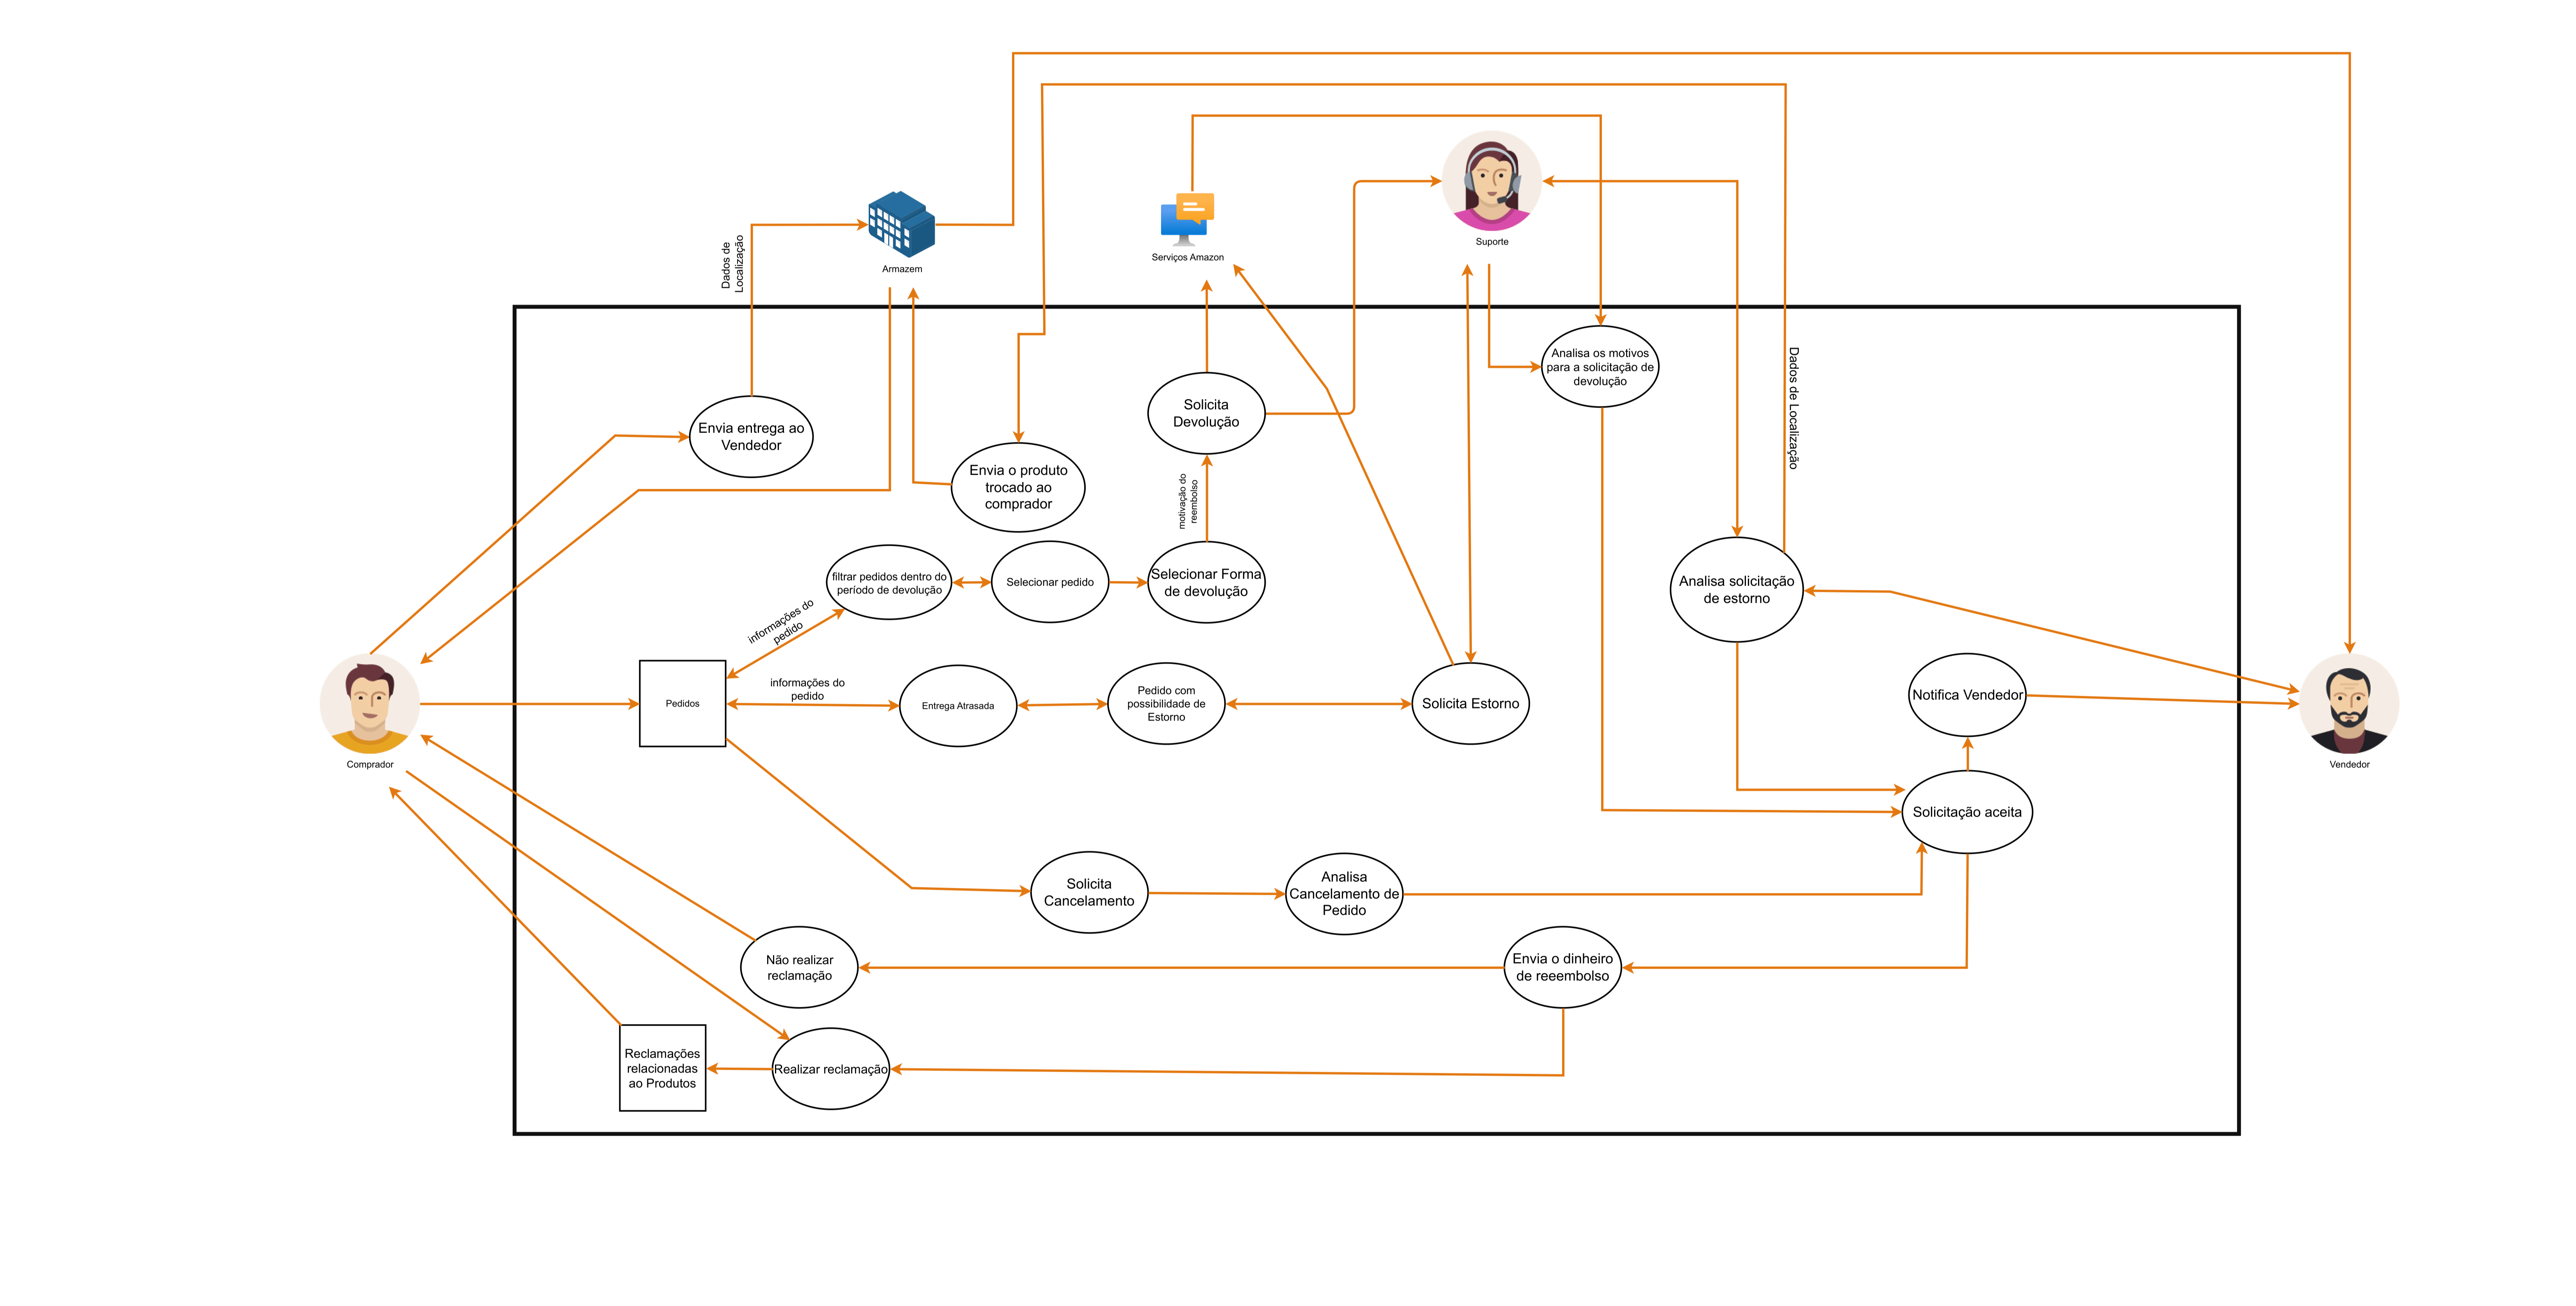 Suporte
Serviços Amazon
Armazem
Dados de
Localização
Analisa os motivos
para a solicitação de
devolução
Dados de Localização
Solicita
Devolução
Envia entrega ao
Vendedor
Envia o produto
trocado ao
comprador
motivação do
reembolso
filtrar pedidos dentro do
período de devolução
Selecionar pedido
Selecionar Forma
de devolução
Analisa solicitação
de estorno
informações do
pedido
informações do
pedido
Pedidos
Entrega Atrasada
Pedido com
possibilidade de
Estorno
Solicita Estorno
Notifica Vendedor
Comprador
Vendedor
Solicitação aceita
Solicita
Cancelamento
Analisa
Cancelamento de
Pedido
Não realizar
reclamação
Envia o dinheiro
de reeembolso
Reclamações
relacionadas
ao Produtos
Realizar reclamação